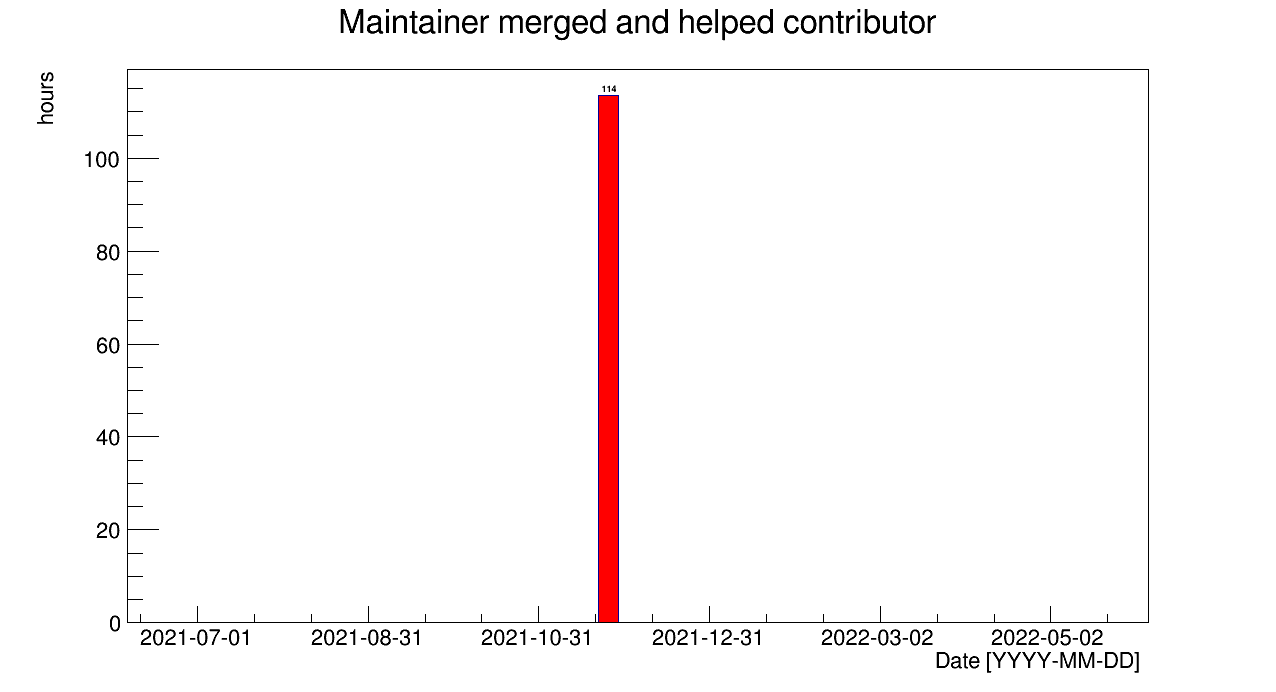 Maintainer merged and helped contributor
hours
114
100
80
60
40
20
0
2021-07-01 2021-08-31 2021-10-31 2021-12-31 2022-03-02 2022-05-02
Date [YYYY-MM-DD]